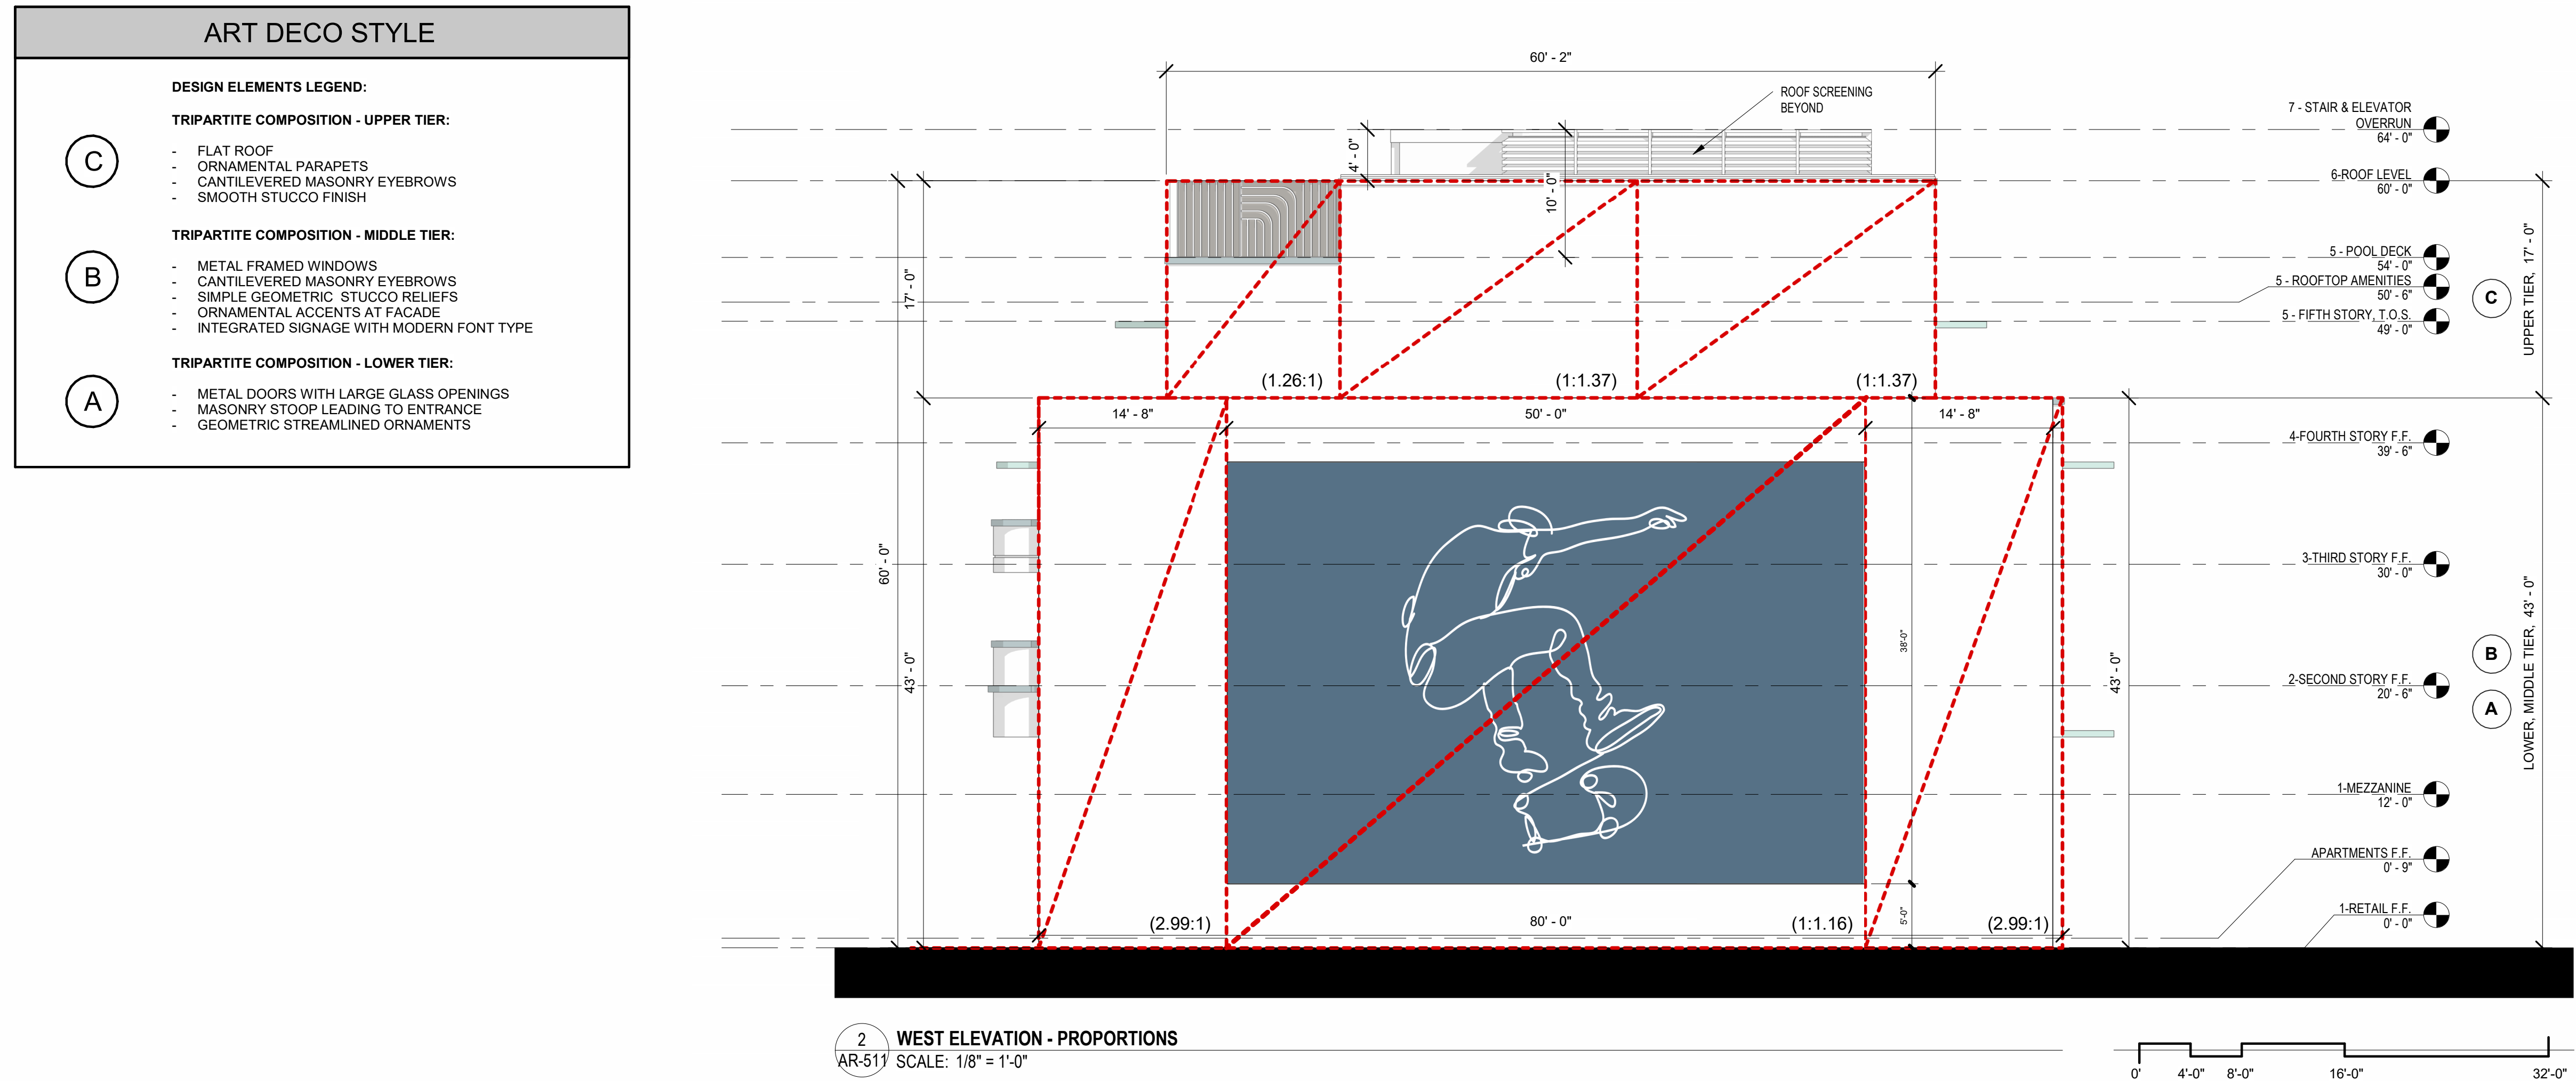 ART DECO STYLE
DESIGN ELEMENTS LEGEND:
C
TRIPARTITE COMPOSITION - UPPER TIER:
- FLAT ROOF
- ORNAMENTAL PARAPETS
- CANTILEVERED MASONRY EYEBROWS
- SMOOTH STUCCO FINISH
B
TRIPARTITE COMPOSITION - MIDDLE TIER:
- METAL FRAMED WINDOWS
- CANTILEVERED MASONRY EYEBROWS
- SIMPLE GEOMETRIC STUCCO RELIEFS
- ORNAMENTAL ACCENTS AT FACADE
- INTEGRATED SIGNAGE WITH MODERN FONT TYPE
A
TRIPARTITE COMPOSITION - LOWER TIER:
- METAL DOORS WITH LARGE GLASS OPENINGS
- MASONRY STOOP LEADING TO ENTRANCE
- GEOMETRIC STREAMLINED ORNAMENTS
60' - 2"
ROOF SCREENING
BEYOND
4' - 0"
10' - 0"
17' - 0"
60' - 0"
43' - 0"
(1.26:1)
(1:1.37)
(1:1.37)
14' - 8"
50' - 0"
14' - 8"
38'-0"
5'-0"
(2.99:1)
80' - 0"
(1:1.16)
(2.99:1)
43' - 0"
7 - STAIR & ELEVATOR
OVERRUN
64' - 0"
6-ROOF LEVEL
60' - 0"
5 - POOL DECK
54' - 0"
5 - ROOFTOP AMENITIES
50' - 6"
5 - FIFTH STORY, T.O.S.
49' - 0"
4-FOURTH STORY F.F.
39' - 6"
3-THIRD STORY F.F.
30' - 0"
2-SECOND STORY F.F.
20' - 6"
1-MEZZANINE
12' - 0"
APARTMENTS F.F.
0' - 9"
1-RETAIL F.F.
0' - 0"
C
UPPER TIER, 17' - 0"
B
A
LOWER, MIDDLE TIER, 43' - 0"
2
AR-511
WEST ELEVATION - PROPORTIONS
SCALE: 1/8" = 1'-0"
0' 4'-0" 8'-0" 16'-0" 32'-0"